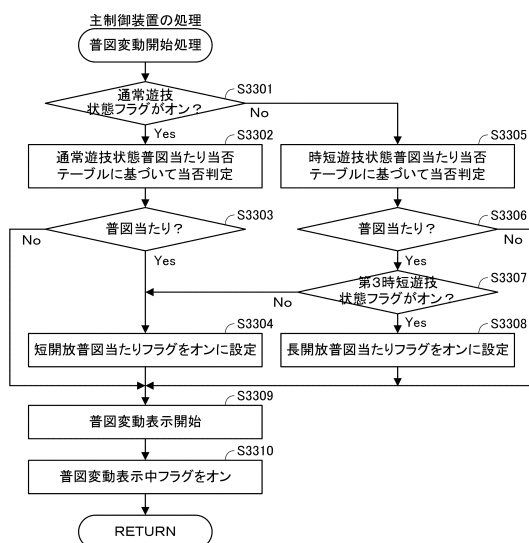 主制御装置の処理
普図変動開始処理
S3301
通常遊技
状態フラグがオン？
No
Yes
S3302
通常遊技状態普図当たり当否
テーブルに基づいて当否判定
S3305
時短遊技状態普図当たり当否
テーブルに基づいて当否判定
S3303
普図当たり？
No
Yes
S3306
普図当たり？
No
Yes
S3307
第3時短遊技
状態フラグがオン？
No
Yes
S3304
短開放普図当たりフラグをオンに設定
S3308
長開放普図当たりフラグをオンに設定
S3309
普図変動表示開始
S3310
普図変動表示中フラグをオン
RETURN